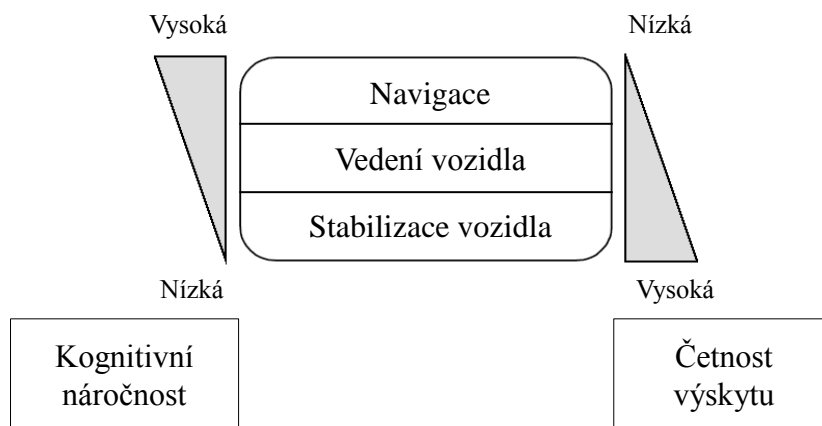 Vysoká
Nízká
Navigace
Vedení vozidla
Stabilizace vozidla
Nízká
Vysoká
Kognitivní
náročnost
Četnost
výskytu